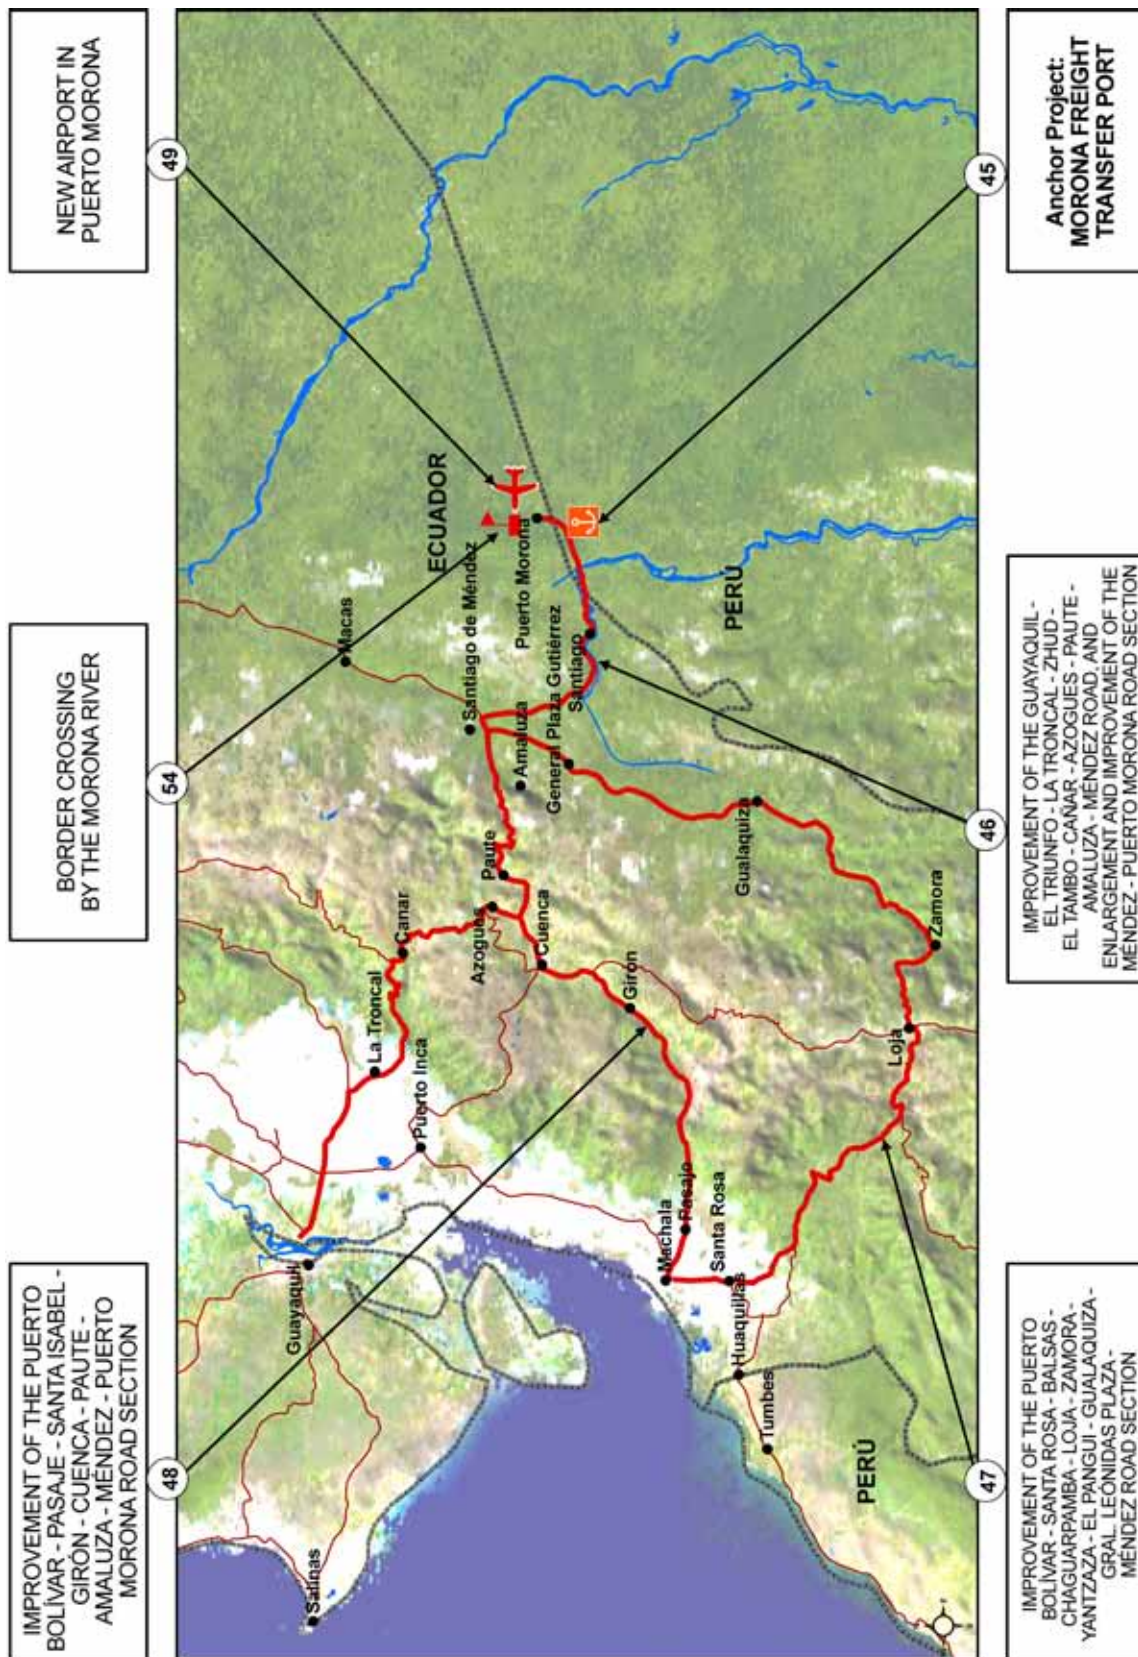 IMPROVEMENT OF THE PUERTO
BOLÍVAR - PASAJE - SANTA ISABEL -
GIRÓN - CUENCA - PAUTE -
AMALUZA - MÉNDEZ - PUERTO
MORONA ROAD SECTION
BORDER CROSSING
BY THE MORONA RIVER
NEW AIRPORT IN
PUERTO MORONA
48
54
49
Salinas
Guayaquil
La Troncal
Puerto Inca
Canar
Azogues
Paute
Cuenca
Giron
Macas
Santiago de Méndez
Amaluza
General Plaza Gutiérrez
Santiago
Puerto Morona
ECUADOR
PERÚ
Machala
Pasaje
Santa Rosa
Huaquillas
Tumbes
PERÚ
Gualaquiza
Loja
Zamora
47
46
45
IMPROVEMENT OF THE PUERTO
BOLÍVAR - SANTA ROSA - BALSAS -
CHAGUARPAMBA - LOJA - ZAMORA -
YANTZAZA - EL PANGUI - GUALAQUIZA -
GRAL. LEÓNIDAS PLAZA -
MÉNDEZ ROAD SECTION
IMPROVEMENT OF THE GUAYAQUIL -
EL TRIUNFO - LA TRONCAL - ZHUD -
EL TAMBO - CAÑAR - AZOGUES - PAUTE -
AMALUZA - MÉNDEZ ROAD, AND
ENLARGEMENT AND IMPROVEMENT OF THE
MÉNDEZ - PUERTO MORONA ROAD SECTION
Anchor Project:
MORONA FREIGHT
TRANSFER PORT